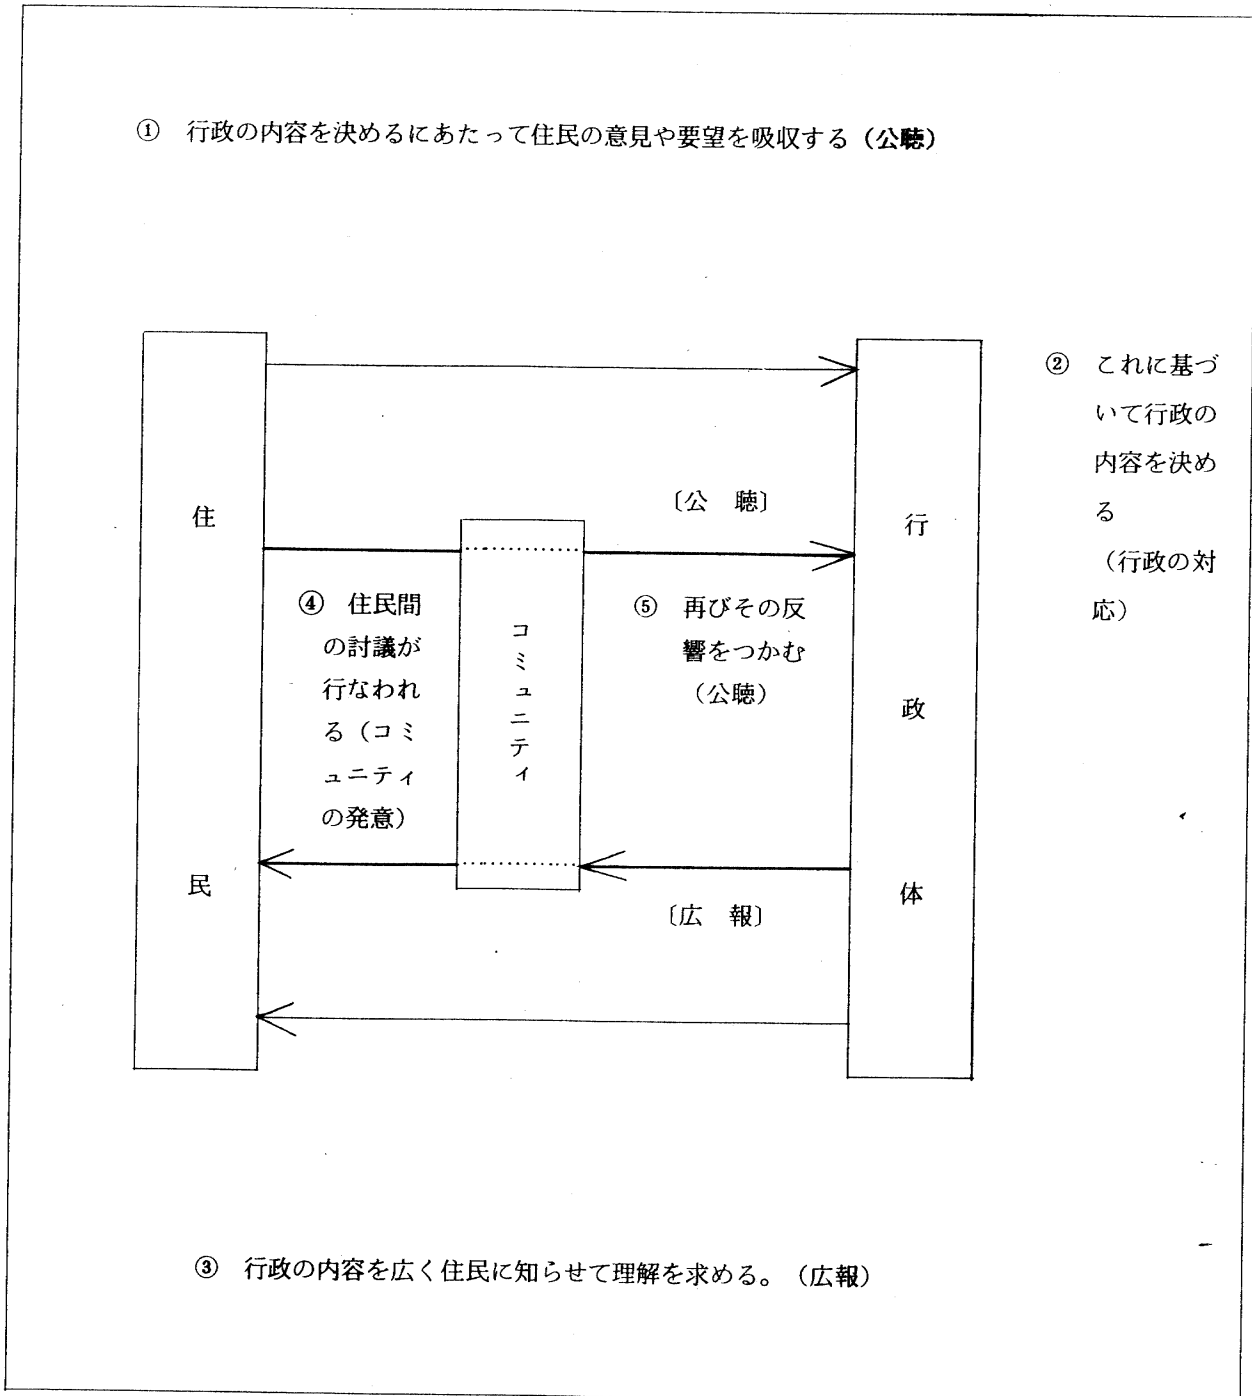 ① 行政の内容を決めるにあたって住民の意見や要望を吸収する（公聴）
② これに基づ
いて行政の
内容を決め
る
（行政の対
応）
〔公　聴〕
住民
行政体
コミュニティ
④ 住民間
の討議が
行なわれ
る（コミ
ュニティ
の発意）
⑤ 再びその反
響をつかむ
（公聴）
〔広　報〕
③ 行政の内容を広く住民に知らせて理解を求める。（広報）